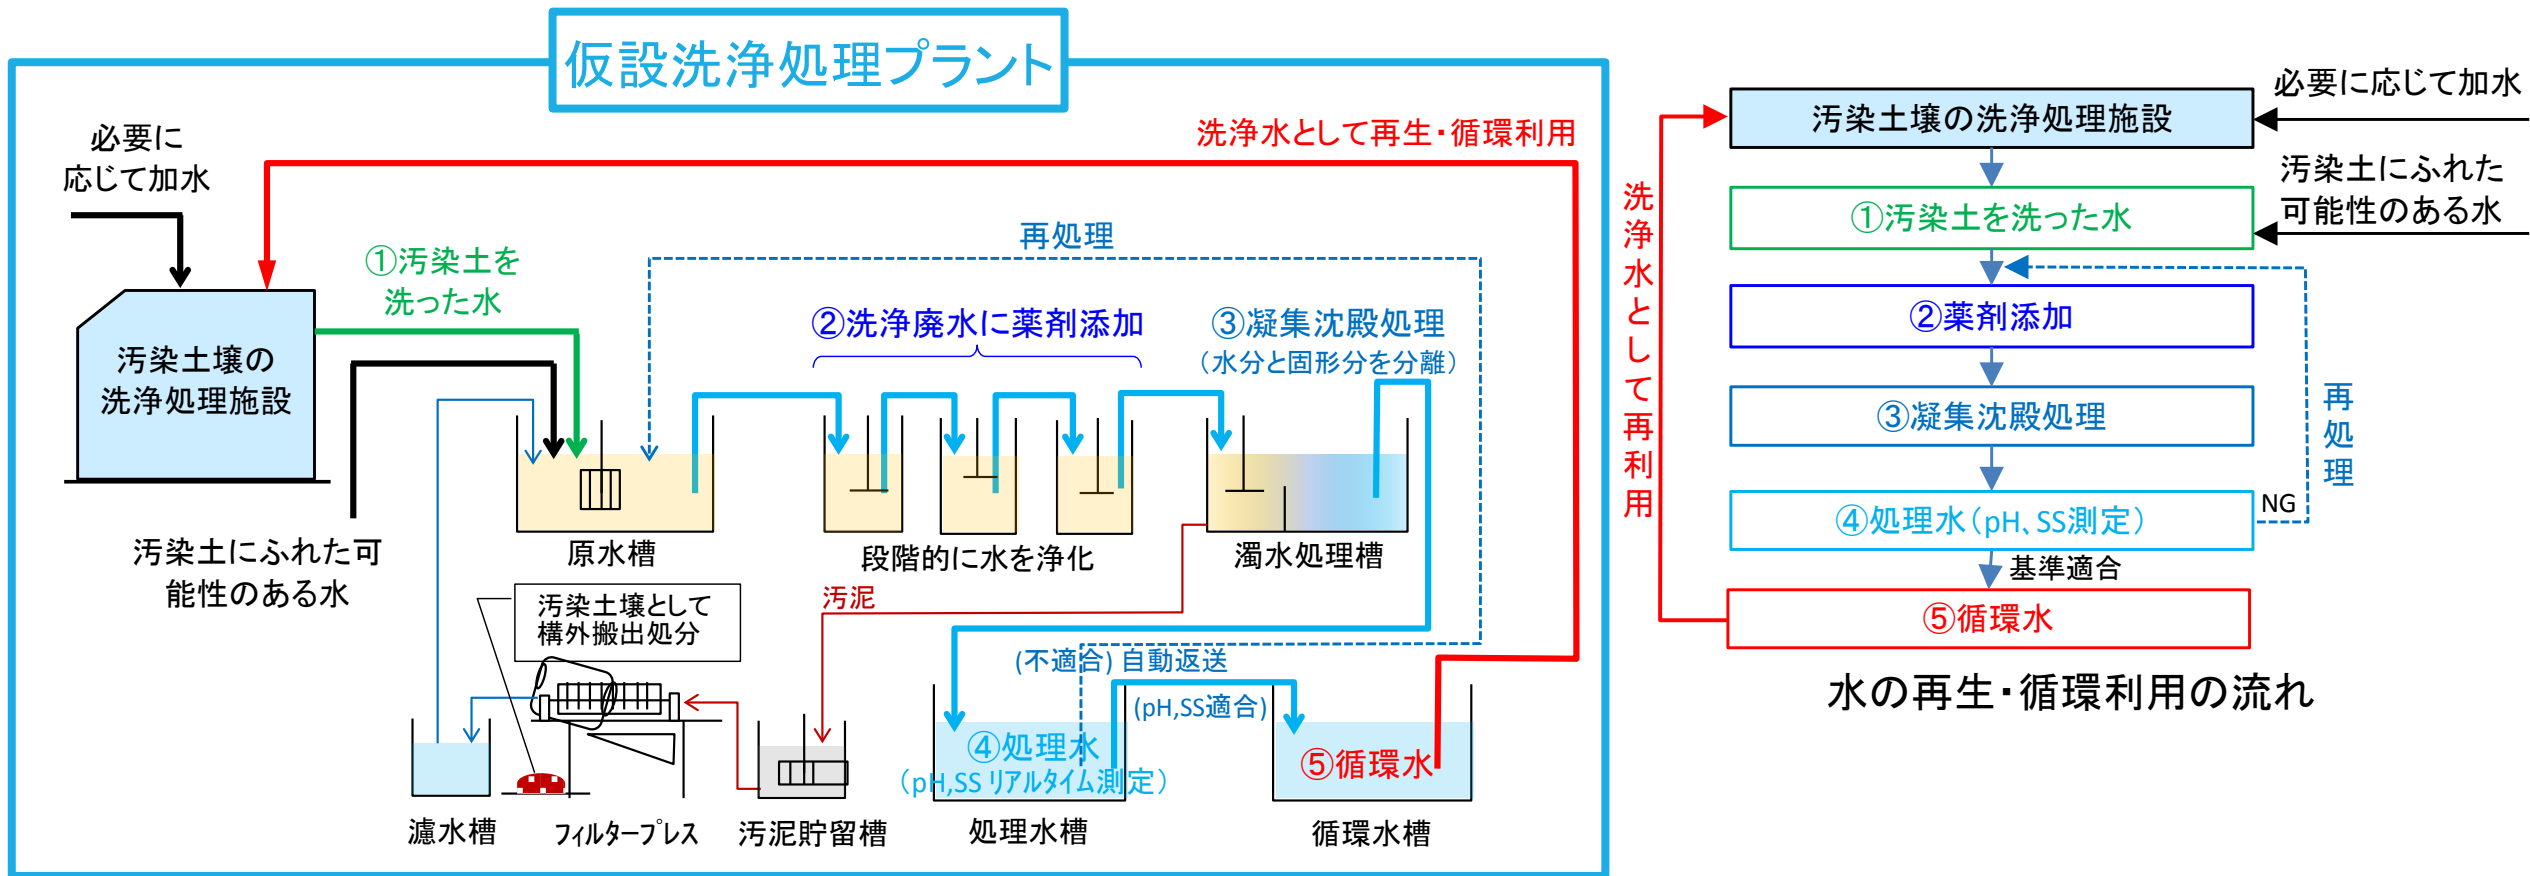 仮設洗浄処理プラント
必要に
応じて加水
洗浄水として再生・循環利用
再処理
①汚染土を
洗った水
②洗浄廃水に薬剤添加
③凝集沈殿処理
（水分と固形分を分離）
汚染土壌の
洗浄処理施設
汚染土にふれた可
能性のある水
原水槽
段階的に水を浄化
濁水処理槽
汚泥
汚染土壌として
構外搬出処分
(不適合) 自動返送
(pH,SS適合)
④処理水
（pH,SS リアルタイム測定）
⑤循環水
濾水槽
フィルタープレス
汚泥貯留槽
処理水槽
循環水槽
必要に応じて加水
汚染土壌の洗浄処理施設
汚染土にふれた
可能性のある水
①汚染土を洗った水
②薬剤添加
③凝集沈殿処理
④処理水（pH、SS測定）
NG
基準適合
⑤循環水
洗浄水として再利用
再処理
水の再生・循環利用の流れ